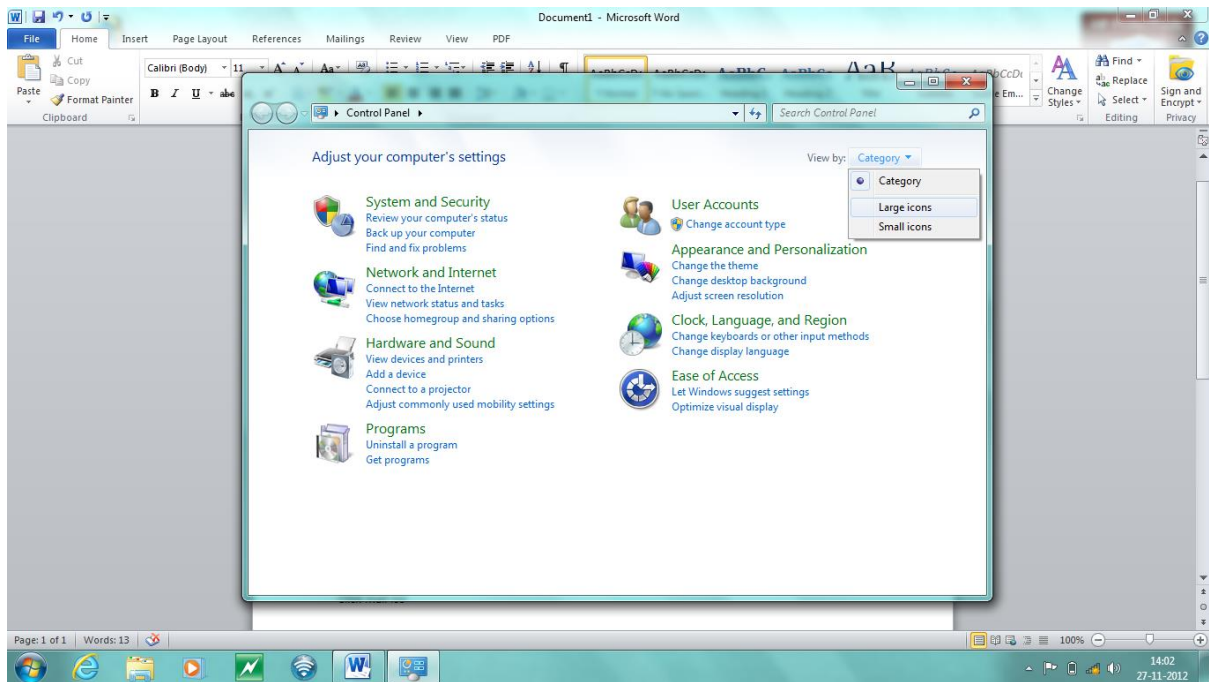 Document1 - Microsoft Word
File Home Insert Page Layout References Mailings Review View PDF
Cut
Copy
Paste
Format Painter
Clipboard
Calibri (Body) 11
B I U abe
Find
Replace
Select
Editing
Change Styles
Sign and Encrypt
Privacy
Control Panel
Search Control Panel
Adjust your computer's settings
View by: Category
Category
Large icons
Small icons
System and Security
Review your computer's status
Back up your computer
Find and fix problems
Network and Internet
Connect to the Internet
View network status and tasks
Choose homegroup and sharing options
Hardware and Sound
View devices and printers
Add a device
Connect to a projector
Adjust commonly used mobility settings
Programs
Uninstall a program
Get programs
User Accounts
Change account type
Appearance and Personalization
Change the theme
Change desktop background
Adjust screen resolution
Clock, Language, and Region
Change keyboards or other input methods
Change display language
Ease of Access
Let Windows suggest settings
Optimize visual display
Page: 1 of 1 Words: 13
100%
14:02
27-11-2012